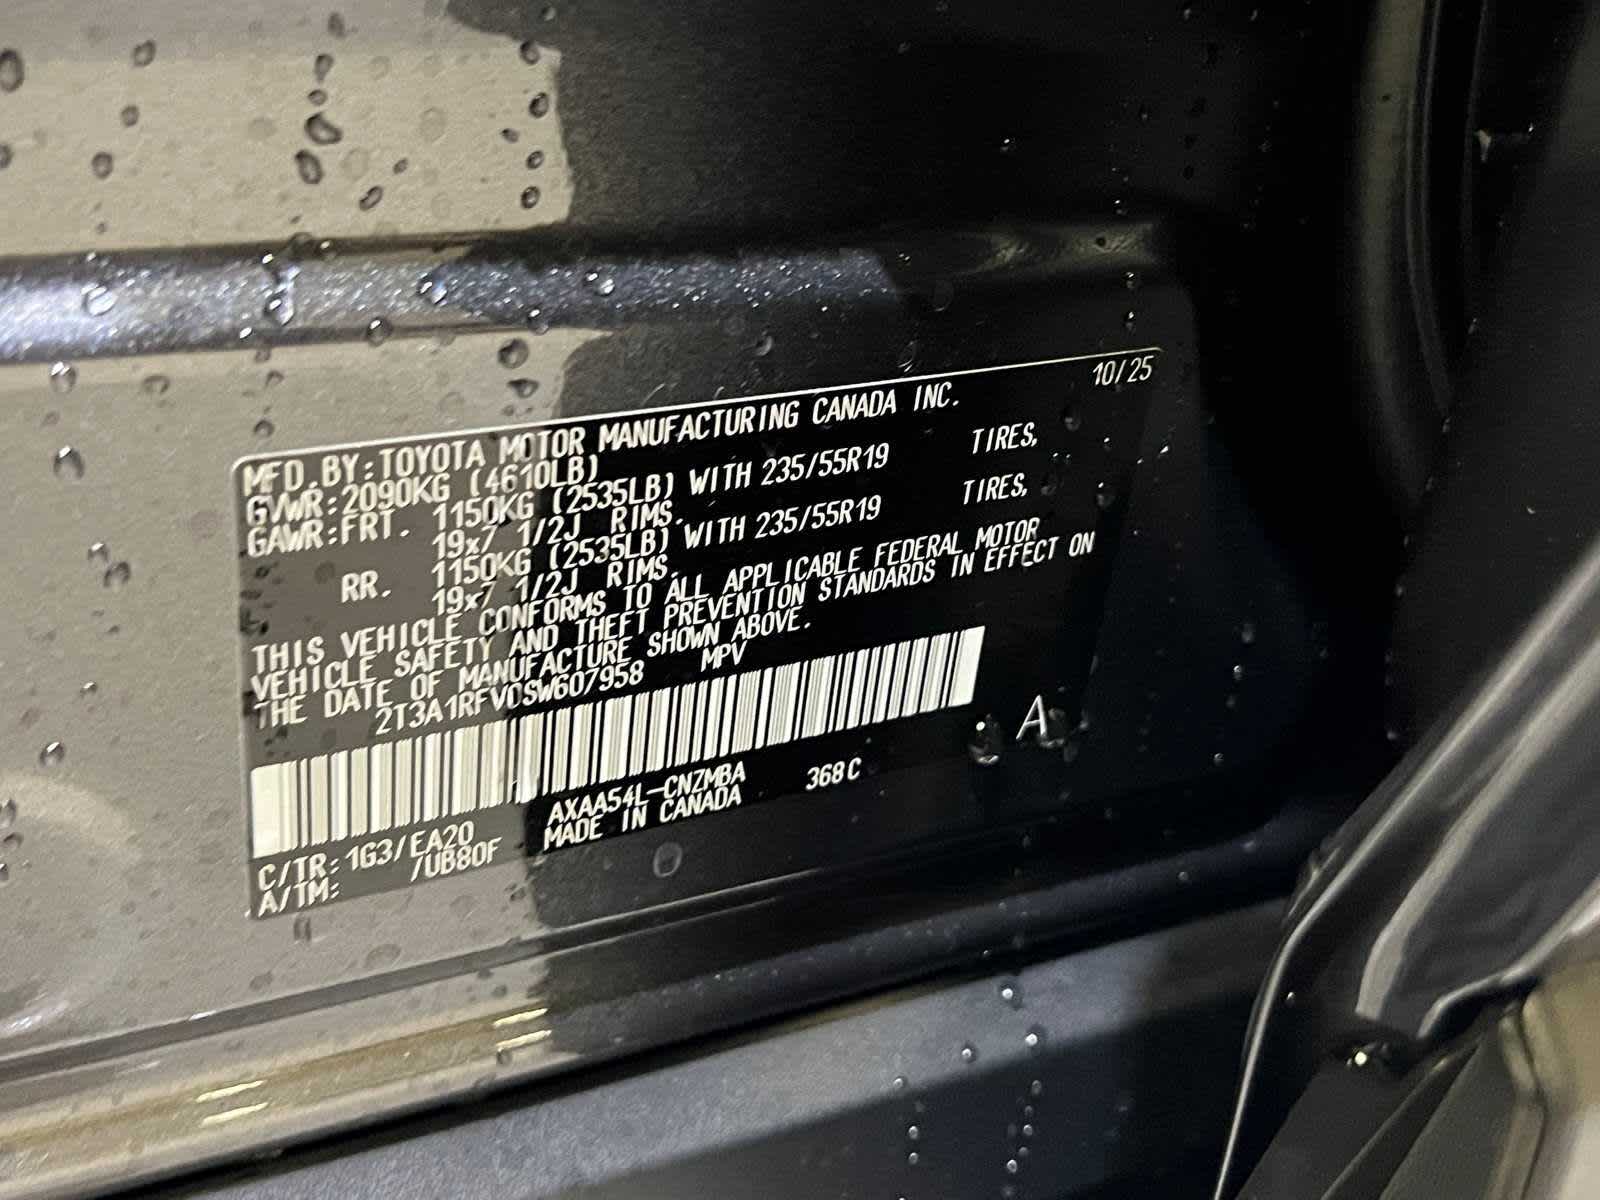 MFD.BY:TOYOTA MOTOR MANUFACTURING CANADA INC. 10/25
GVWR:2090KG (4610LB)
GAWR:FRT. 1150KG (2535LB) WITH 235/55R19 TIRES,
19x7 1/2J RIMS.
RR. 1150KG (2535LB) WITH 235/55R19 TIRES,
19x7 1/2J RIMS.
THIS VEHICLE CONFORMS TO ALL APPLICABLE FEDERAL MOTOR
VEHICLE SAFETY AND THEFT PREVENTION STANDARDS IN EFFECT ON
THE DATE OF MANUFACTURE SHOWN ABOVE.
2T3A1RFV0SW607958 MPV
A
C/TR:1G3/EA20 AXAA54L-CNZMBA 368C
A/TM: /UB80F MADE IN CANADA